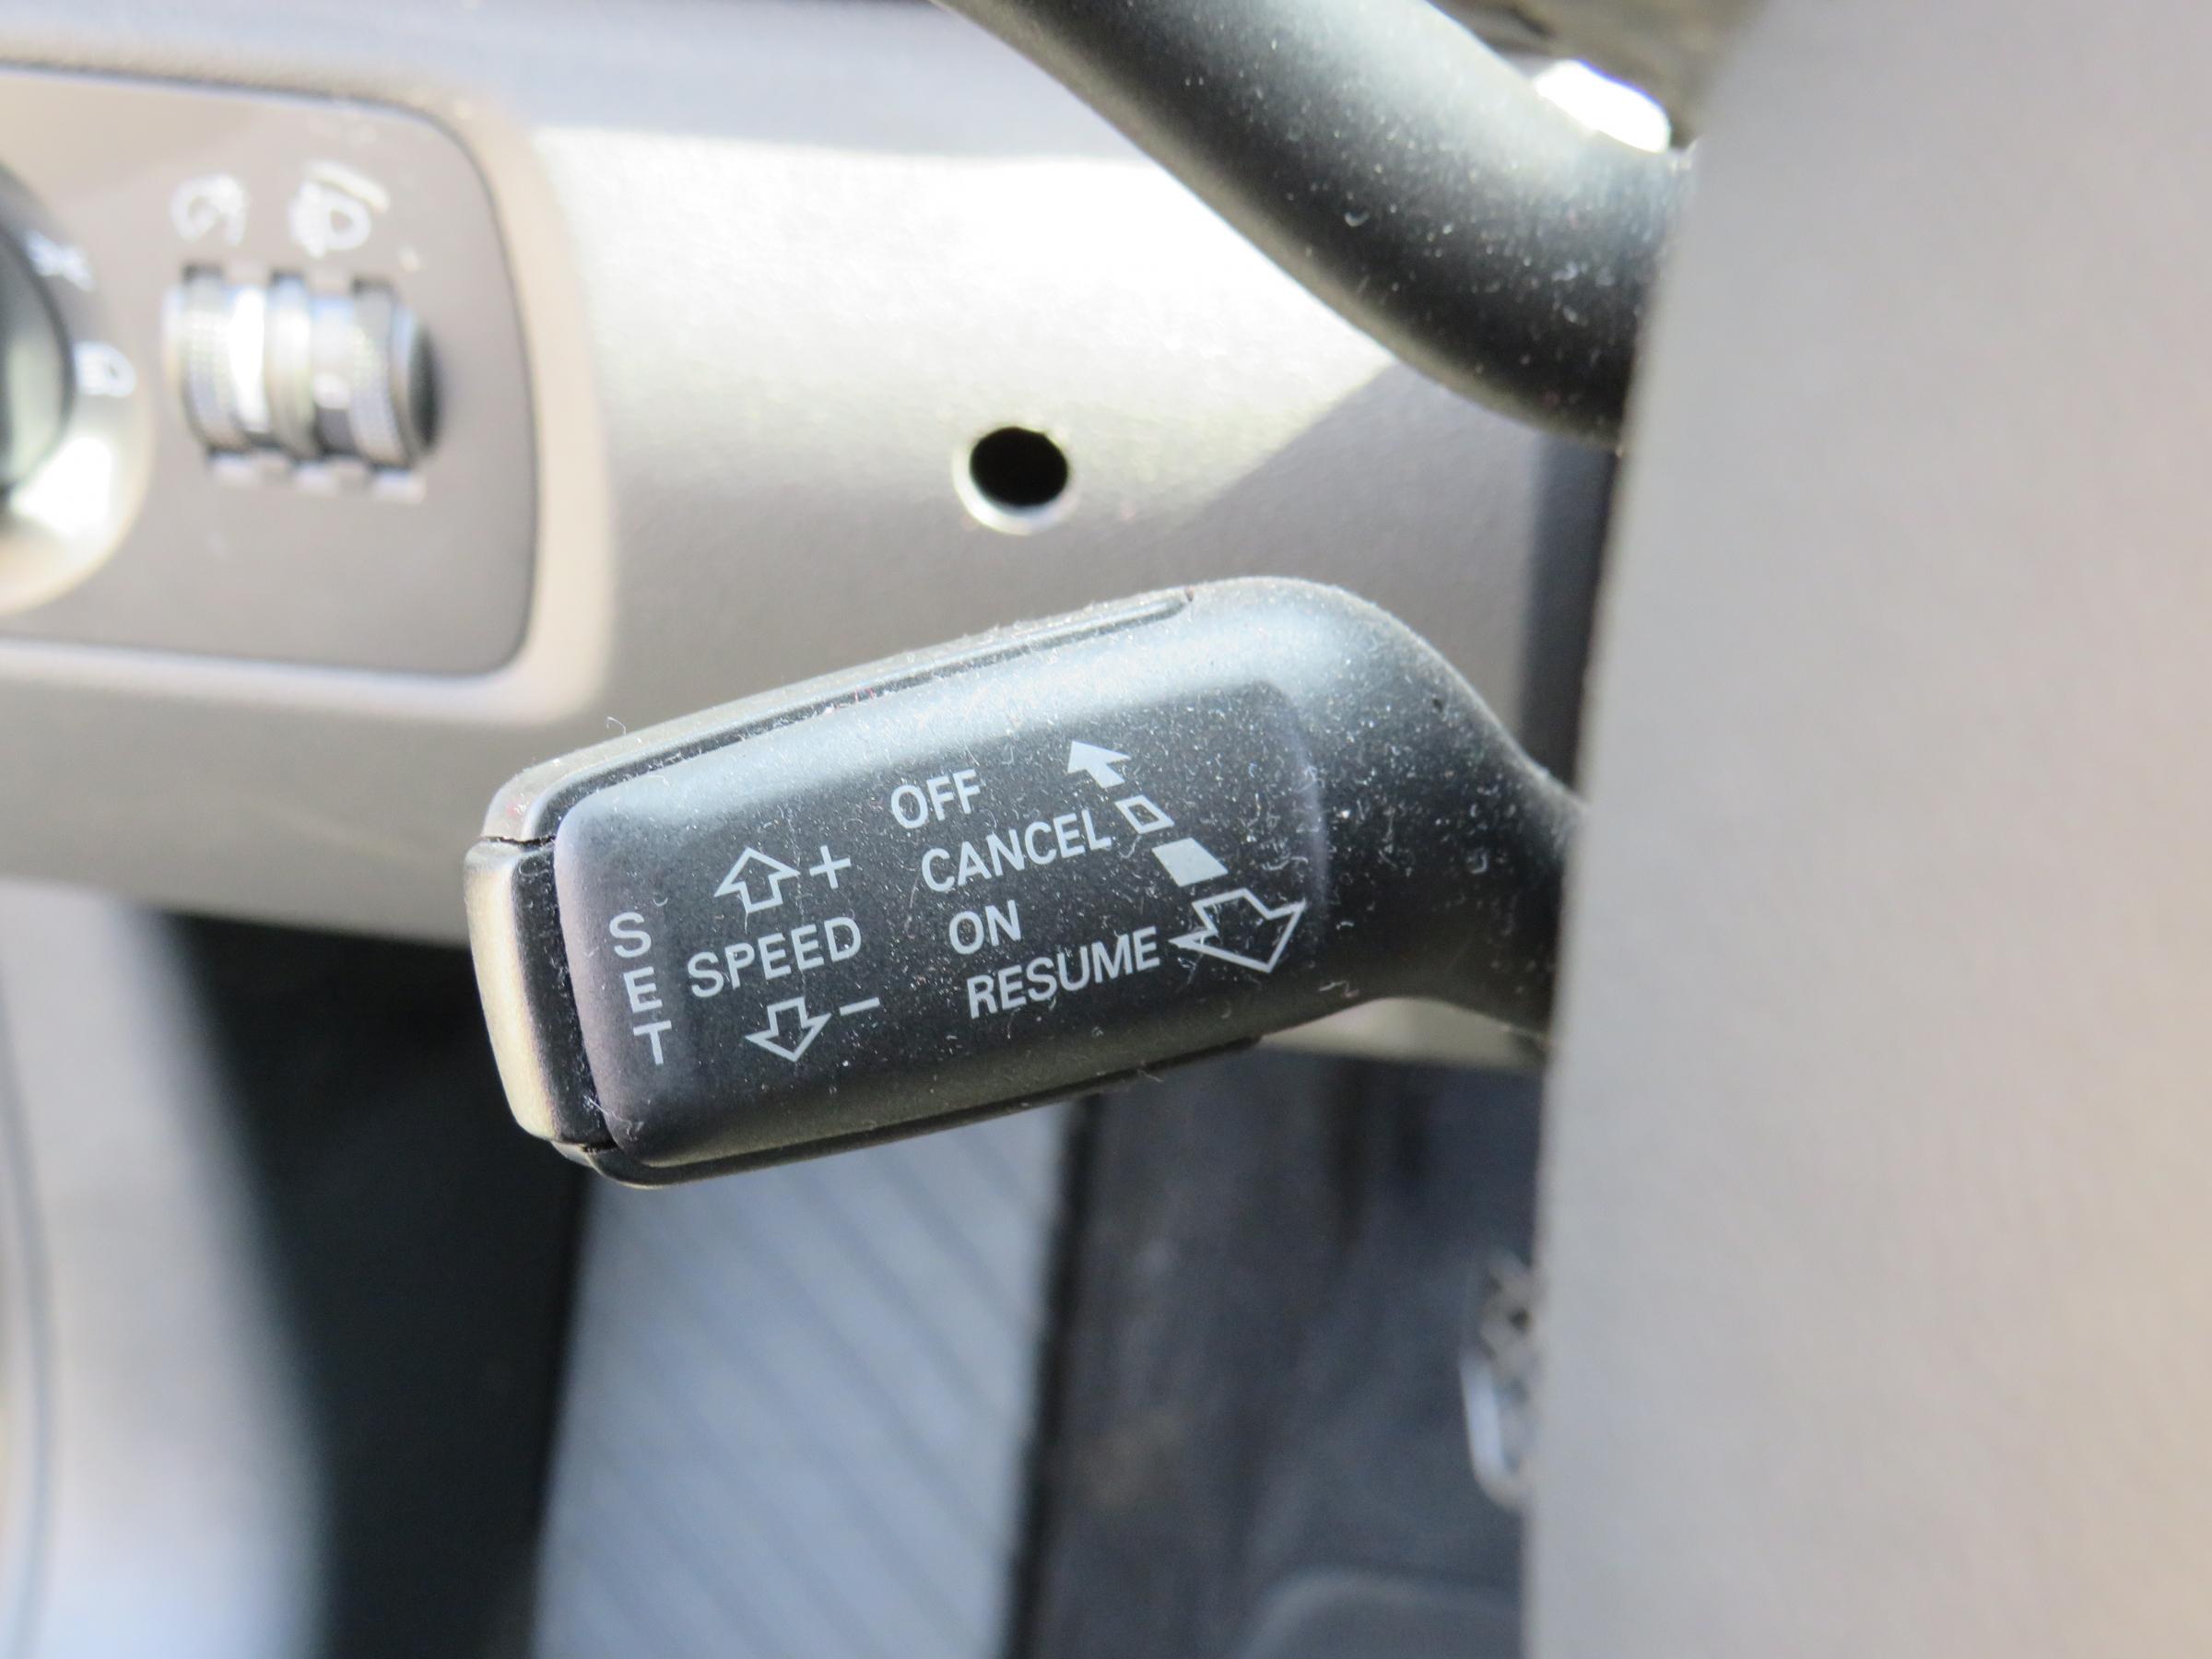 OFF
CANCEL
ON
RESUME
+
SPEED
−
SET